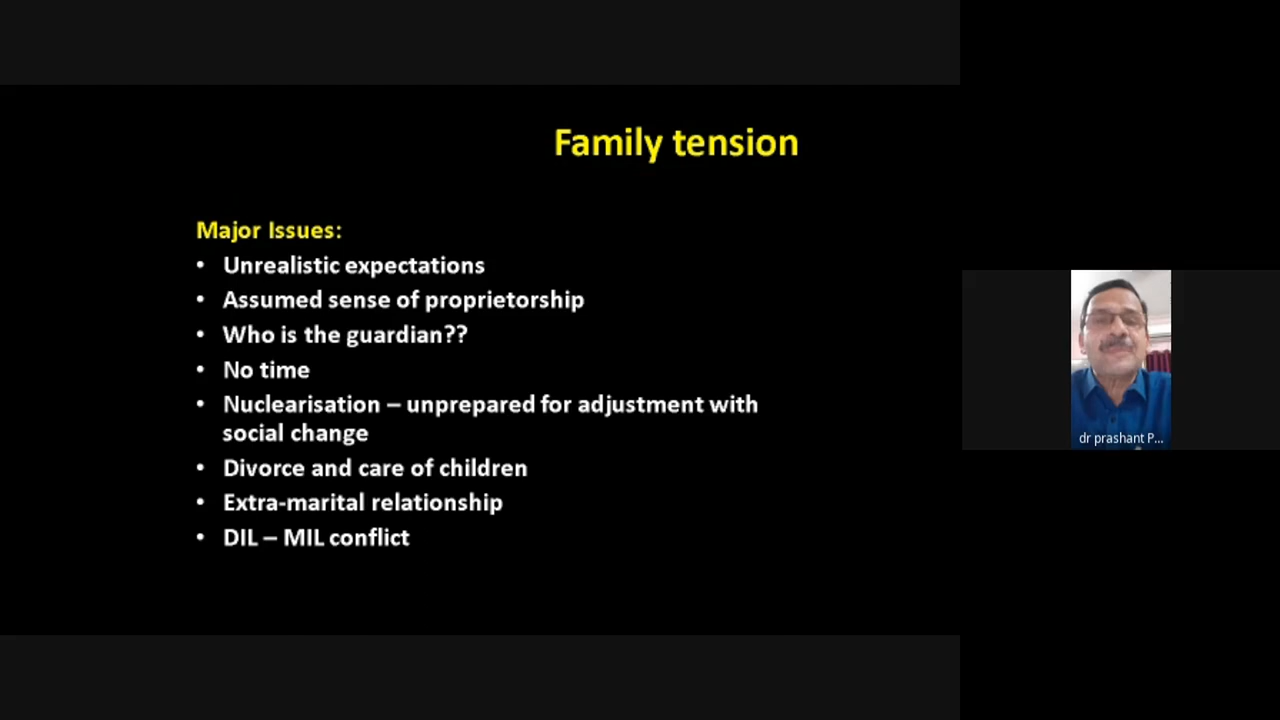 Family tension
Major Issues:
• Unrealistic expectations
• Assumed sense of proprietorship
• Who is the guardian??
• No time
• Nuclearisation – unprepared for adjustment with
social change
• Divorce and care of children
• Extra-marital relationship
• DIL – MIL conflict
dr prashant P...